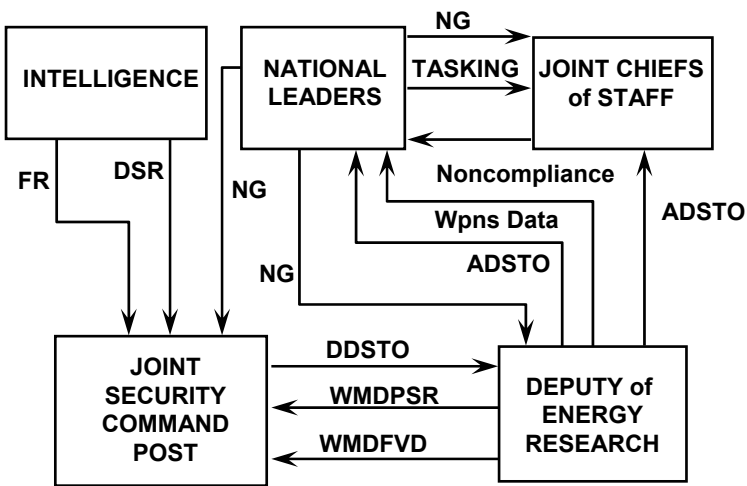 NG
INTELLIGENCE
NATIONAL
LEADERS
TASKING
JOINT CHIEFS
of STAFF
FR
DSR
NG
Noncompliance
Wpns Data
ADSTO
ADSTO
NG
JOINT
SECURITY
COMMAND
POST
DDSTO
WMDPSR
WMDFVD
DEPUTY of
ENERGY
RESEARCH